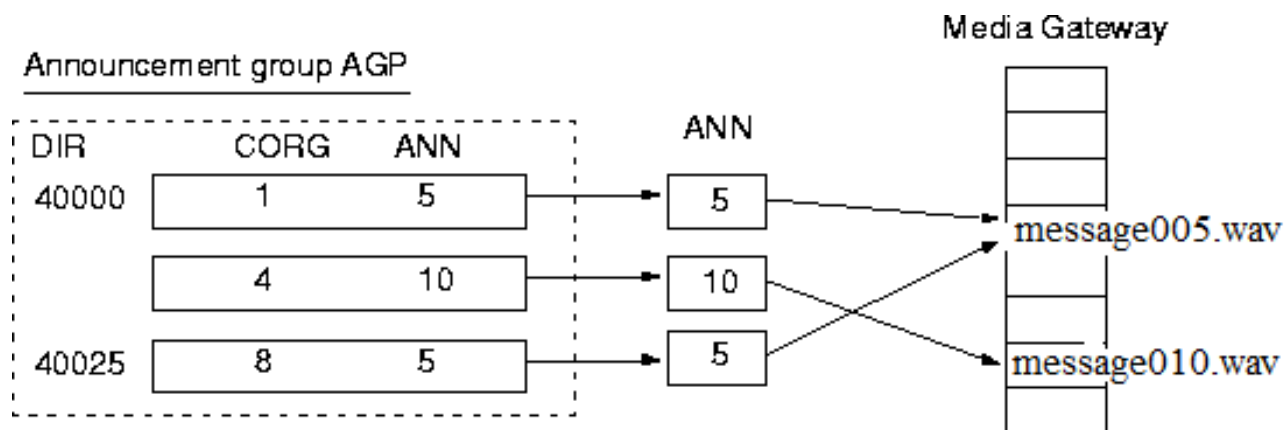 Media Gateway
Announcement group AGP
ANN
DIR CORG ANN
40000 1 5 5
message005.wav
4 10 10
40025 8 5 5
message010.wav